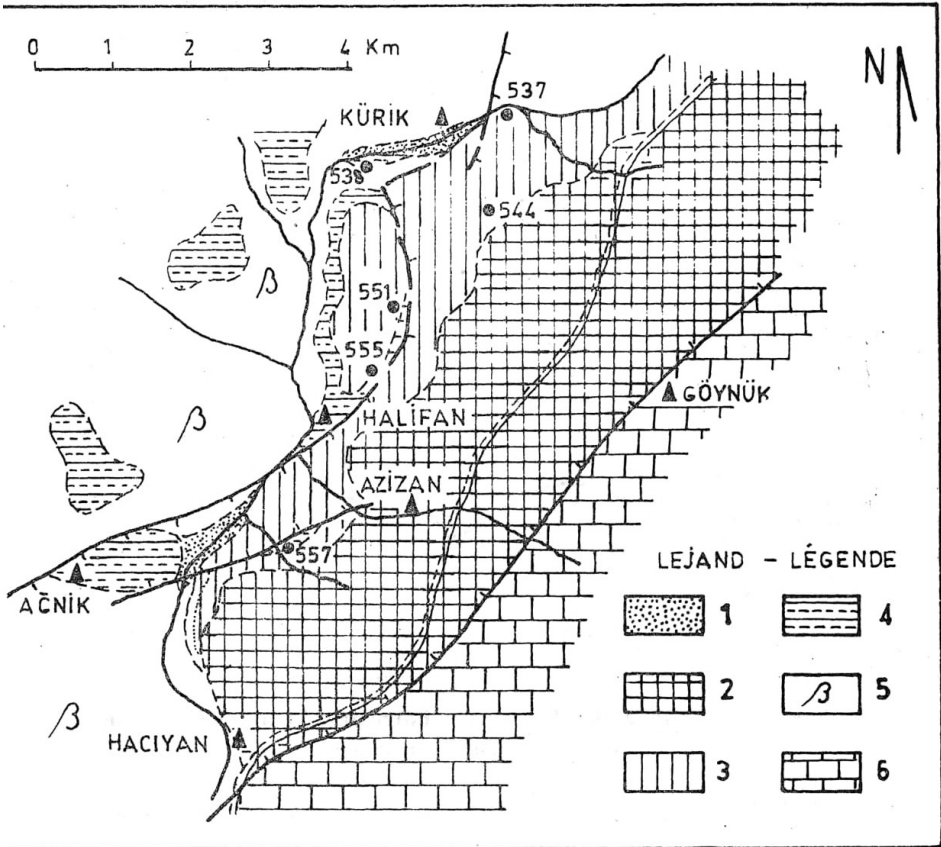 0 1 2 3 4 Km
N
537
KÜRİK
538
544
β
551
555
GÖYNÜK
HALİFAN
β
AZİZAN
557
LEJAND - LÉGENDE
AČNİK
1 4
β
2 β 5
HACIYAN
3 6